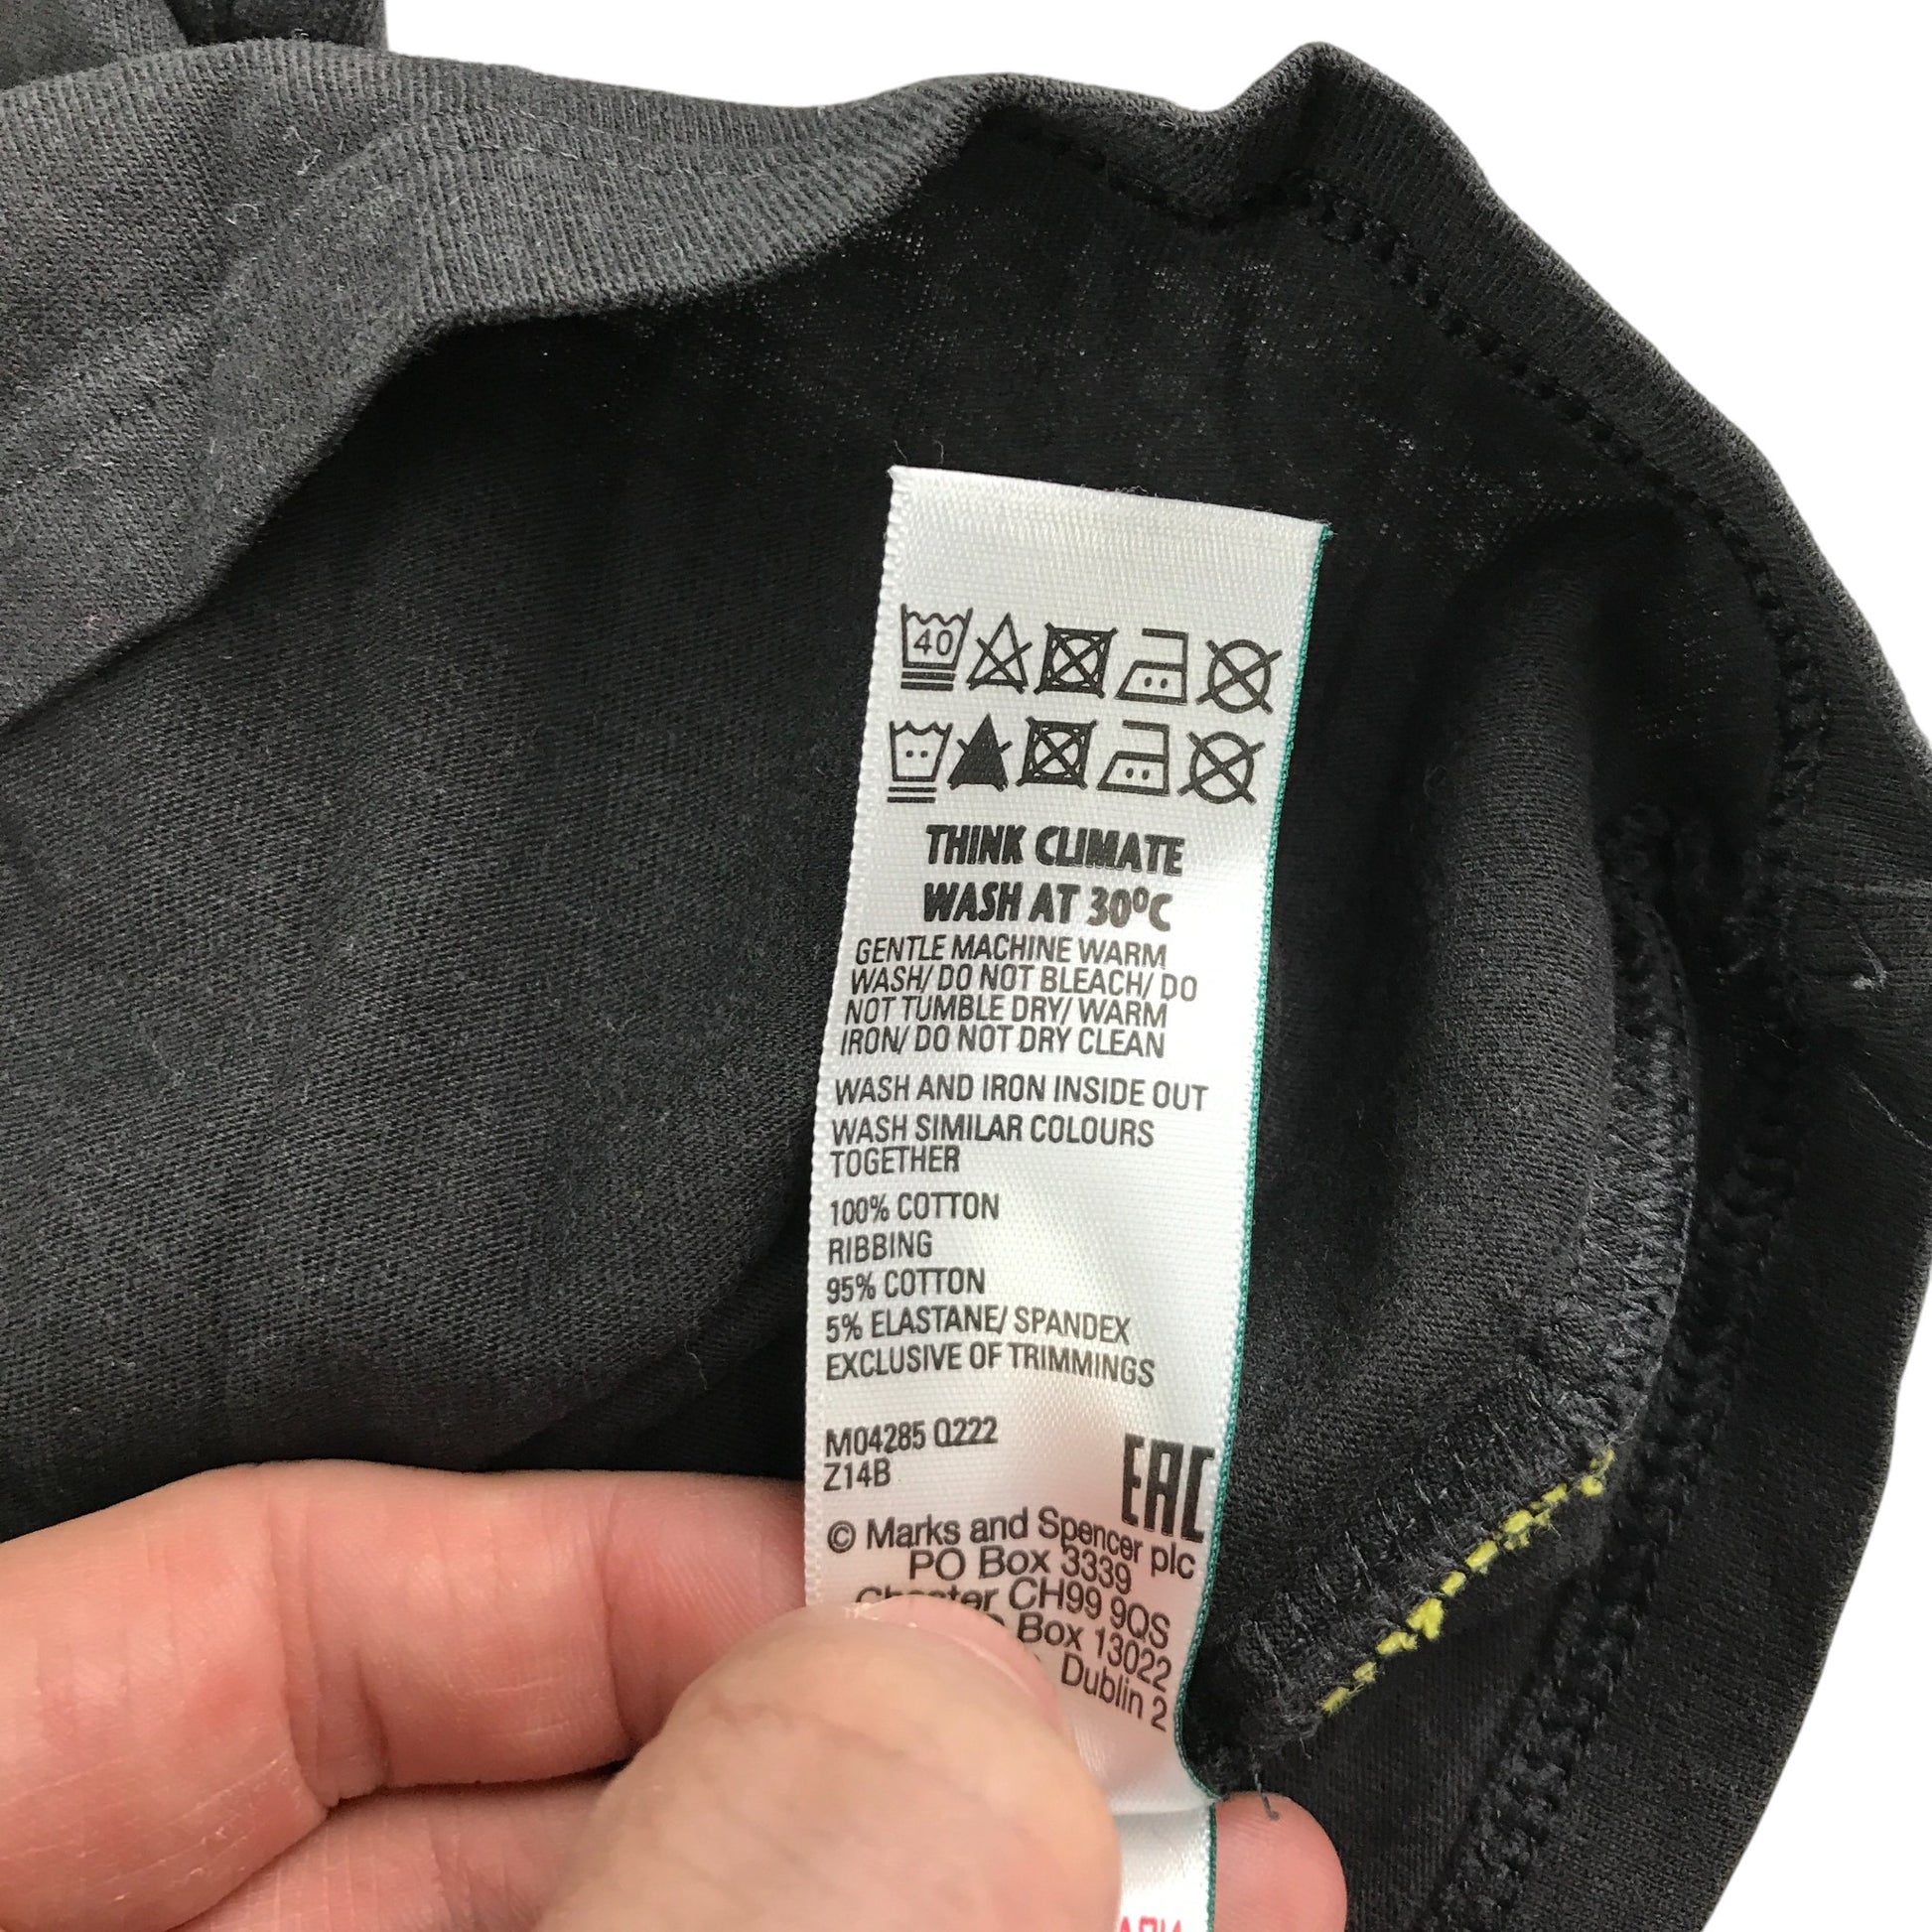 40
THINK CLIMATE
WASH AT 30ºC
GENTLE MACHINE WARM
WASH/ DO NOT BLEACH/ DO
NOT TUMBLE DRY/ WARM
IRON/ DO NOT DRY CLEAN
WASH AND IRON INSIDE OUT
WASH SIMILAR COLOURS
TOGETHER
100% COTTON
RIBBING
95% COTTON
5% ELASTANE/ SPANDEX
EXCLUSIVE OF TRIMMINGS
M04285 Q222
Z14B
EAC
© Marks and Spencer plc
PO Box 3339
CH99 9QS
Box 13022
Dublin 2